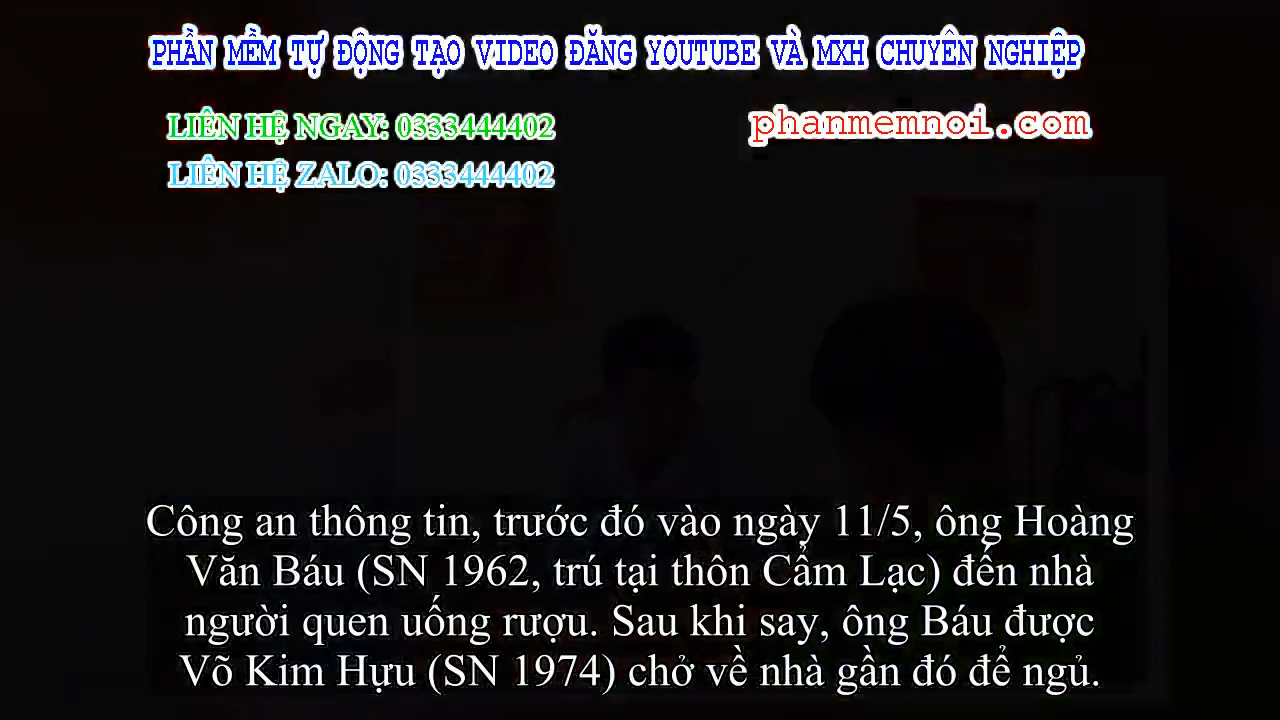 PHẦN MỀM TỰ ĐỘNG TẠO VIDEO ĐĂNG YOUTUBE VÀ MXH CHUYÊN NGHIỆP
LIÊN HỆ NGAY: 0333444402
phanmemnoi.com
LIÊN HỆ ZALO: 0333444402
Công an thông tin, trước đó vào ngày 11/5, ông Hoàng
Văn Báu (SN 1962, trú tại thôn Cẩm Lạc) đến nhà
người quen uống rượu. Sau khi say, ông Báu được
Võ Kim Hựu (SN 1974) chở về nhà gần đó để ngủ.